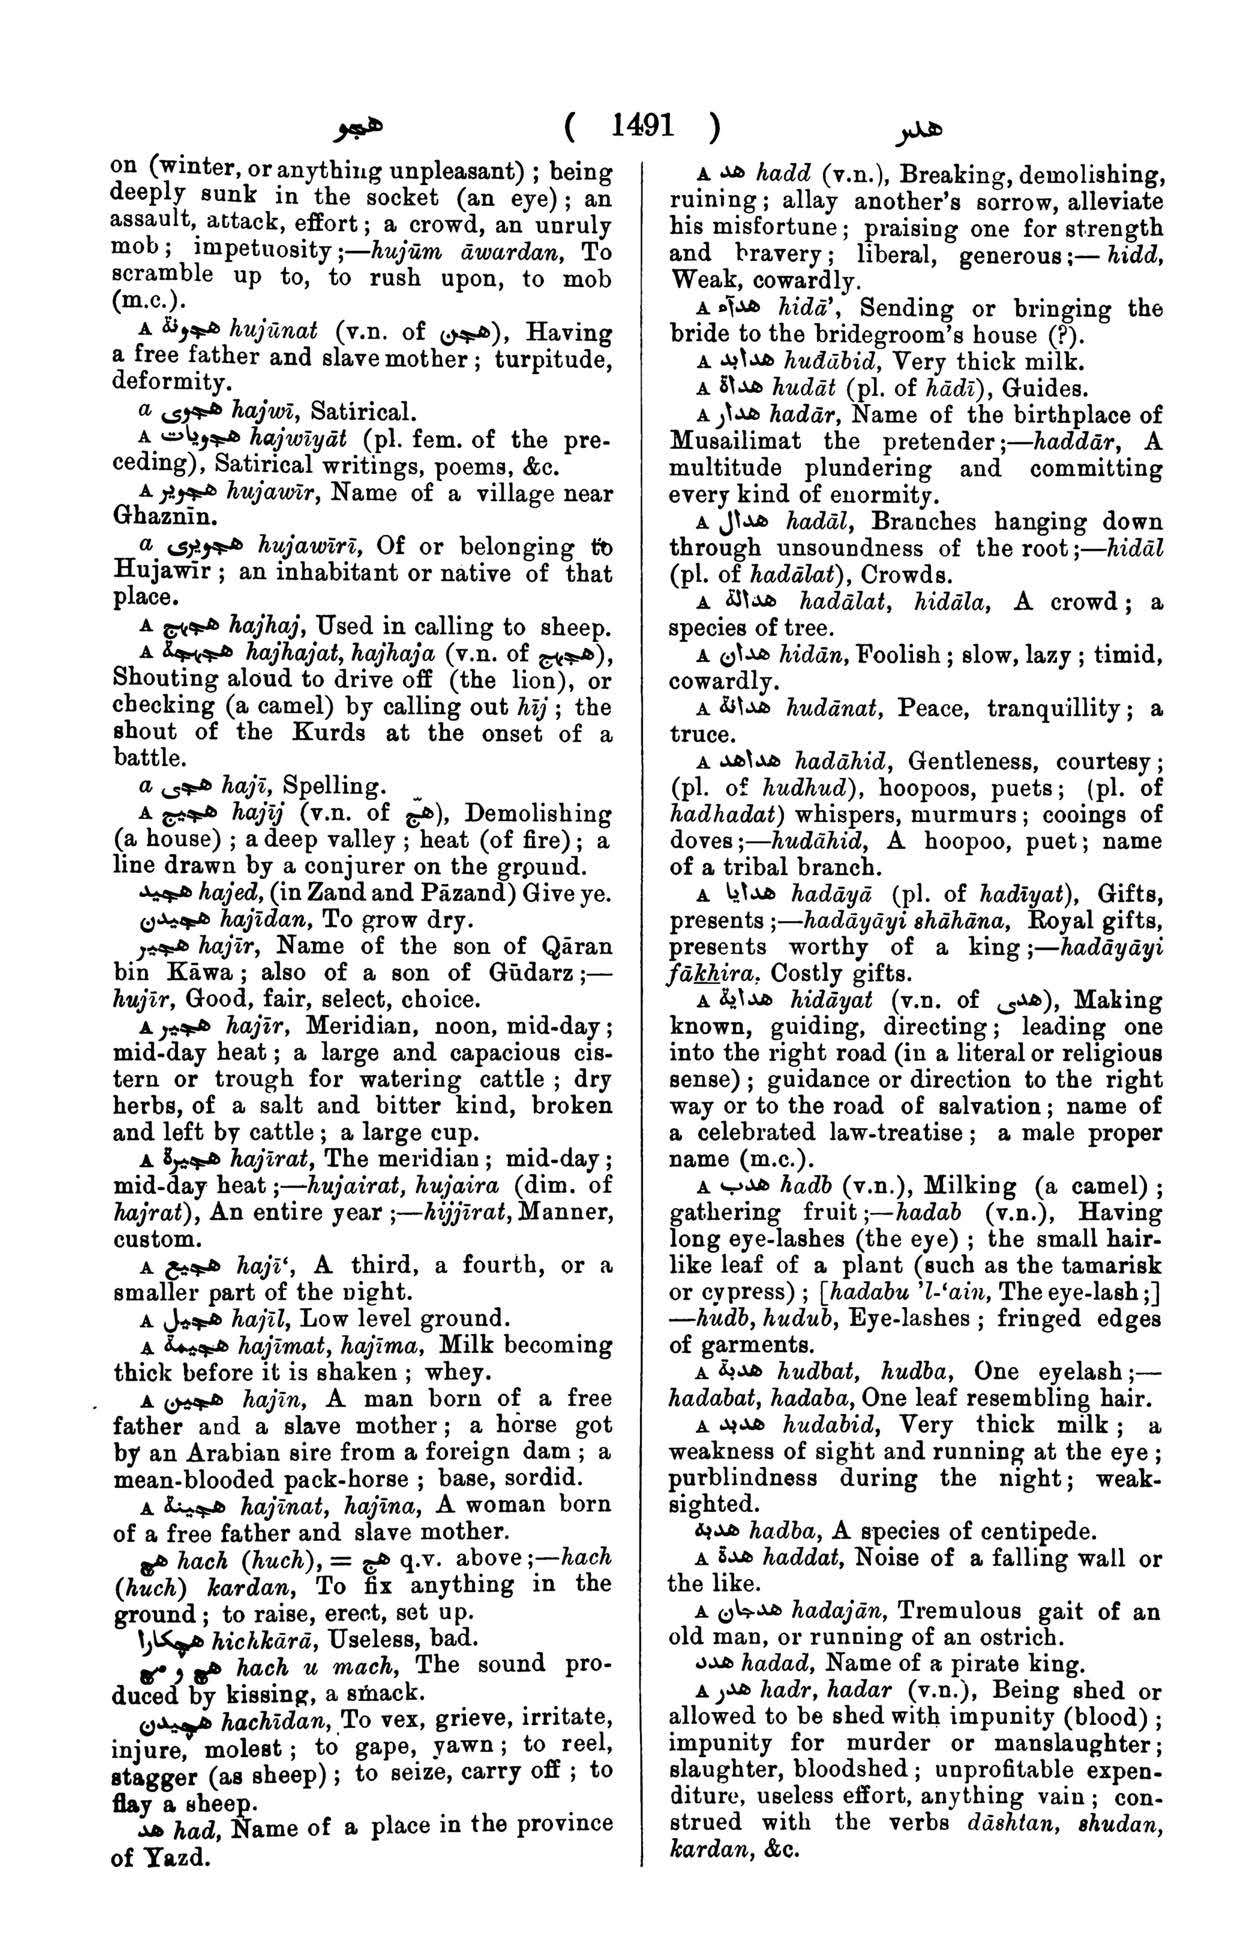 هجو ( 1491 ) هدر
on (winter, or anything unpleasant) ; being
deeply sunk in the socket (an eye) ; an
assault, attack, effort ; a crowd, an unruly
mob ; impetuosity ;—hujūm āwardan, To
scramble up to, to rush upon, to mob
(m.c.).
A هجونة hujūnat (v.n. of هجن), Having
a free father and slave mother ; turpitude,
deformity.
a هجوى hajwī, Satirical.
A هجويات hajwīyāt (pl. fem. of the pre-
ceding), Satirical writings, poems, &c.
A هجوير hujawīr, Name of a village near
Ghaznīn.
a هجويرى hujawīrī, Of or belonging to
Hujawīr ; an inhabitant or native of that
place.
A هجهج hajhaj, Used in calling to sheep.
A هجهجة hajhajat, hajhaja (v.n. of هجهج),
Shouting aloud to drive off (the lion), or
checking (a camel) by calling out hīj ; the
shout of the Kurds at the onset of a
battle.
a هجى hajī, Spelling.
A هجيج hajīj (v.n. of هج), Demolishing
(a house) ; a deep valley ; heat (of fire) ; a
line drawn by a conjurer on the ground.
هجيد hajed, (in Zand and Pāzand) Give ye.
هجيدن hajīdan, To grow dry.
هجير hajīr, Name of the son of Qāran
bin Kāwa ; also of a son of Gūdarz ;—
hujīr, Good, fair, select, choice.
A هجير hajīr, Meridian, noon, mid-day ;
mid-day heat ; a large and capacious cis-
tern or trough for watering cattle ; dry
herbs, of a salt and bitter kind, broken
and left by cattle ; a large cup.
A هجيرة hajīrat, The meridian ; mid-day ;
mid-day heat ;—hujairat, hujaira (dim. of
hajrat), An entire year ;—hijjīrat, Manner,
custom.
A هجيع hajī‘, A third, a fourth, or a
smaller part of the night.
A هجيل hajīl, Low level ground.
A هجيمة hajīmat, hajīma, Milk becoming
thick before it is shaken ; whey.
A هجين hajīn, A man born of a free
father and a slave mother ; a horse got
by an Arabian sire from a foreign dam ; a
mean-blooded pack-horse ; base, sordid.
A هجينة hajīnat, hajīna, A woman born
of a free father and slave mother.
هچ hach (huch), = هج q.v. above ;—hach
(huch) kardan, To fix anything in the
ground ; to raise, erect, set up.
هچکارا hichkārā, Useless, bad.
هچ و مچ hach u mach, The sound pro-
duced by kissing, a smack.
هچيدن hachīdan, To vex, grieve, irritate,
injure, molest ; to gape, yawn ; to reel,
stagger (as sheep) ; to seize, carry off ; to
flay a sheep.
هد had, Name of a place in the province
of Yazd.
A هد hadd (v.n.), Breaking, demolishing,
ruining ; allay another's sorrow, alleviate
his misfortune ; praising one for strength
and bravery ; liberal, generous ;—hidd,
Weak, cowardly.
A هدآء hidā’, Sending or bringing the
bride to the bridegroom's house (?).
A هدابد hudābid, Very thick milk.
A هداة hudāt (pl. of hādī), Guides.
A هدار hadār, Name of the birthplace of
Musailimat the pretender ;—haddār, A
multitude plundering and committing
every kind of enormity.
A هدال hadāl, Branches hanging down
through unsoundness of the root ;—hidāl
(pl. of hadālat), Crowds.
A هدالة hadālat, hidāla, A crowd ; a
species of tree.
A هدان hidān, Foolish ; slow, lazy ; timid,
cowardly.
A هدانة hudānat, Peace, tranquillity ; a
truce.
A هداهد hadāhid, Gentleness, courtesy ;
(pl. of hudhud), hoopoos, puets ; (pl. of
hadhadat) whispers, murmurs ; cooings of
doves ;—hudāhid, A hoopoo, puet ; name
of a tribal branch.
A هدايا hadāyā (pl. of hadīyat), Gifts,
presents ;—hadāyāyi shāhāna, Royal gifts,
presents worthy of a king ;—hadāyāyi
fākhira, Costly gifts.
A هداية hidāyat (v.n. of هدى), Making
known, guiding, directing ; leading one
into the right road (in a literal or religious
sense) ; guidance or direction to the right
way or to the road of salvation ; name of
a celebrated law-treatise ; a male proper
name (m.c.).
A هدب hadb (v.n.), Milking (a camel) ;
gathering fruit ;—hadab (v.n.), Having
long eye-lashes (the eye) ; the small hair-
like leaf of a plant (such as the tamarisk
or cypress) ; [hadabu ’l-‘ain, The eye-lash ;]
—hudb, hudub, Eye-lashes ; fringed edges
of garments.
A هدبة hudbat, hudba, One eyelash ;—
hadabat, hadaba, One leaf resembling hair.
A هدبد hudabid, Very thick milk ; a
weakness of sight and running at the eye ;
purblindness during the night ; weak-
sighted.
هدبه hadba, A species of centipede.
A هدة haddat, Noise of a falling wall or
the like.
A هدجان hadajān, Tremulous gait of an
old man, or running of an ostrich.
هدد hadad, Name of a pirate king.
A هدر hadr, hadar (v.n.), Being shed or
allowed to be shed with impunity (blood) ;
impunity for murder or manslaughter ;
slaughter, bloodshed ; unprofitable expen-
diture, useless effort, anything vain ; con-
strued with the verbs dāshtan, shudan,
kardan, &c.